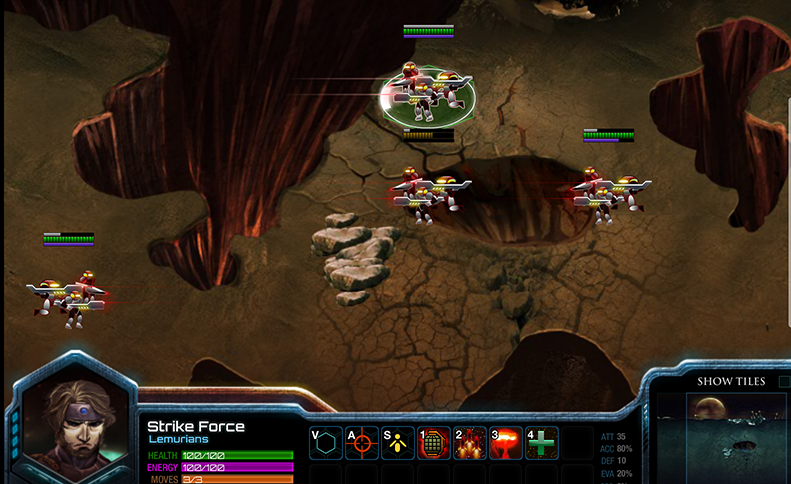 Strike Force
Lemurians
HEALTH 100/100
ENERGY 100/100
MOVES 3/3
V A S 1 2 3 4
ATT 35
ACC 80%
DEF 10
EVA 20%
SHOW TILES